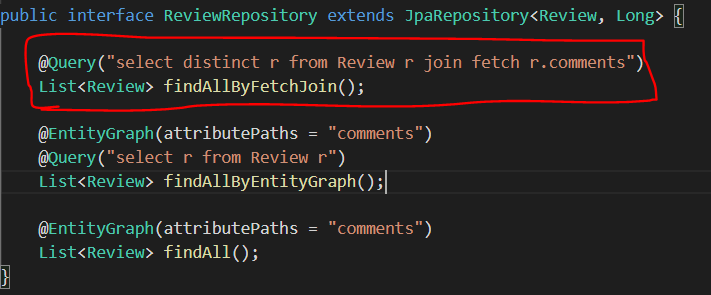 public interface ReviewRepository extends JpaRepository<Review, Long> {
@Query("select distinct r from Review r join fetch r.comments")
List<Review> findAllByFetchJoin();
@EntityGraph(attributePaths = "comments")
@Query("select r from Review r")
List<Review> findAllByEntityGraph();
@EntityGraph(attributePaths = "comments")
List<Review> findAll();
}